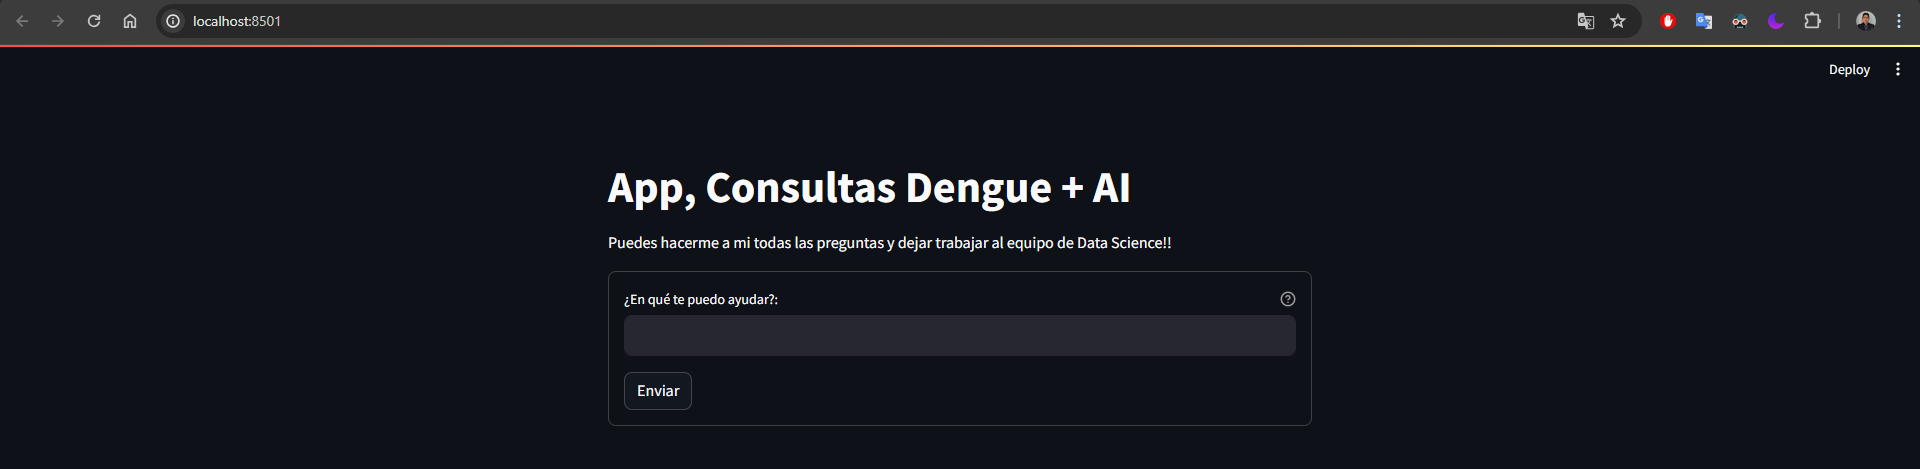 localhost:8501
Deploy
App, Consultas Dengue + AI
Puedes hacerme a mi todas las preguntas y dejar trabajar al equipo de Data Science!!
¿En qué te puedo ayudar?:
Enviar